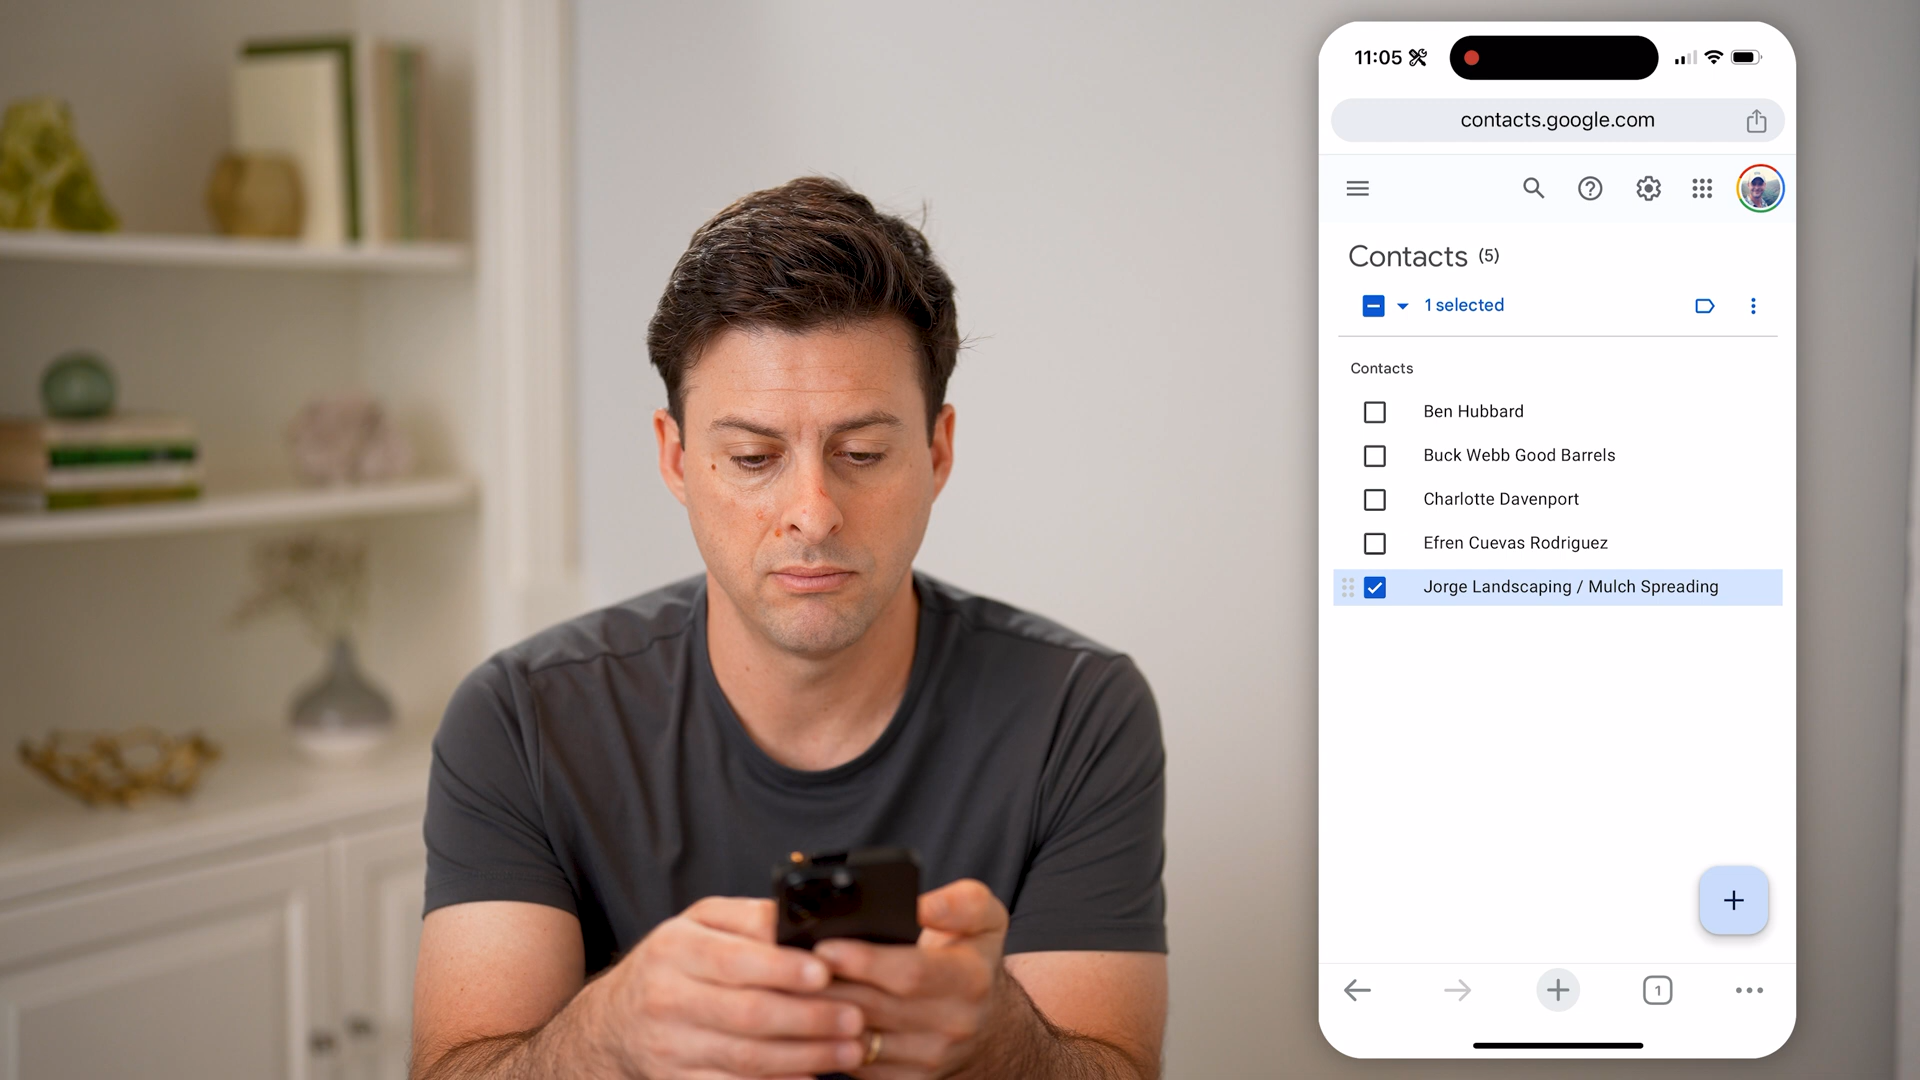 11:05
contacts.google.com
Contacts (5)
1 selected
Contacts
Ben Hubbard
Buck Webb Good Barrels
Charlotte Davenport
Efren Cuevas Rodriguez
Jorge Landscaping / Mulch Spreading
1